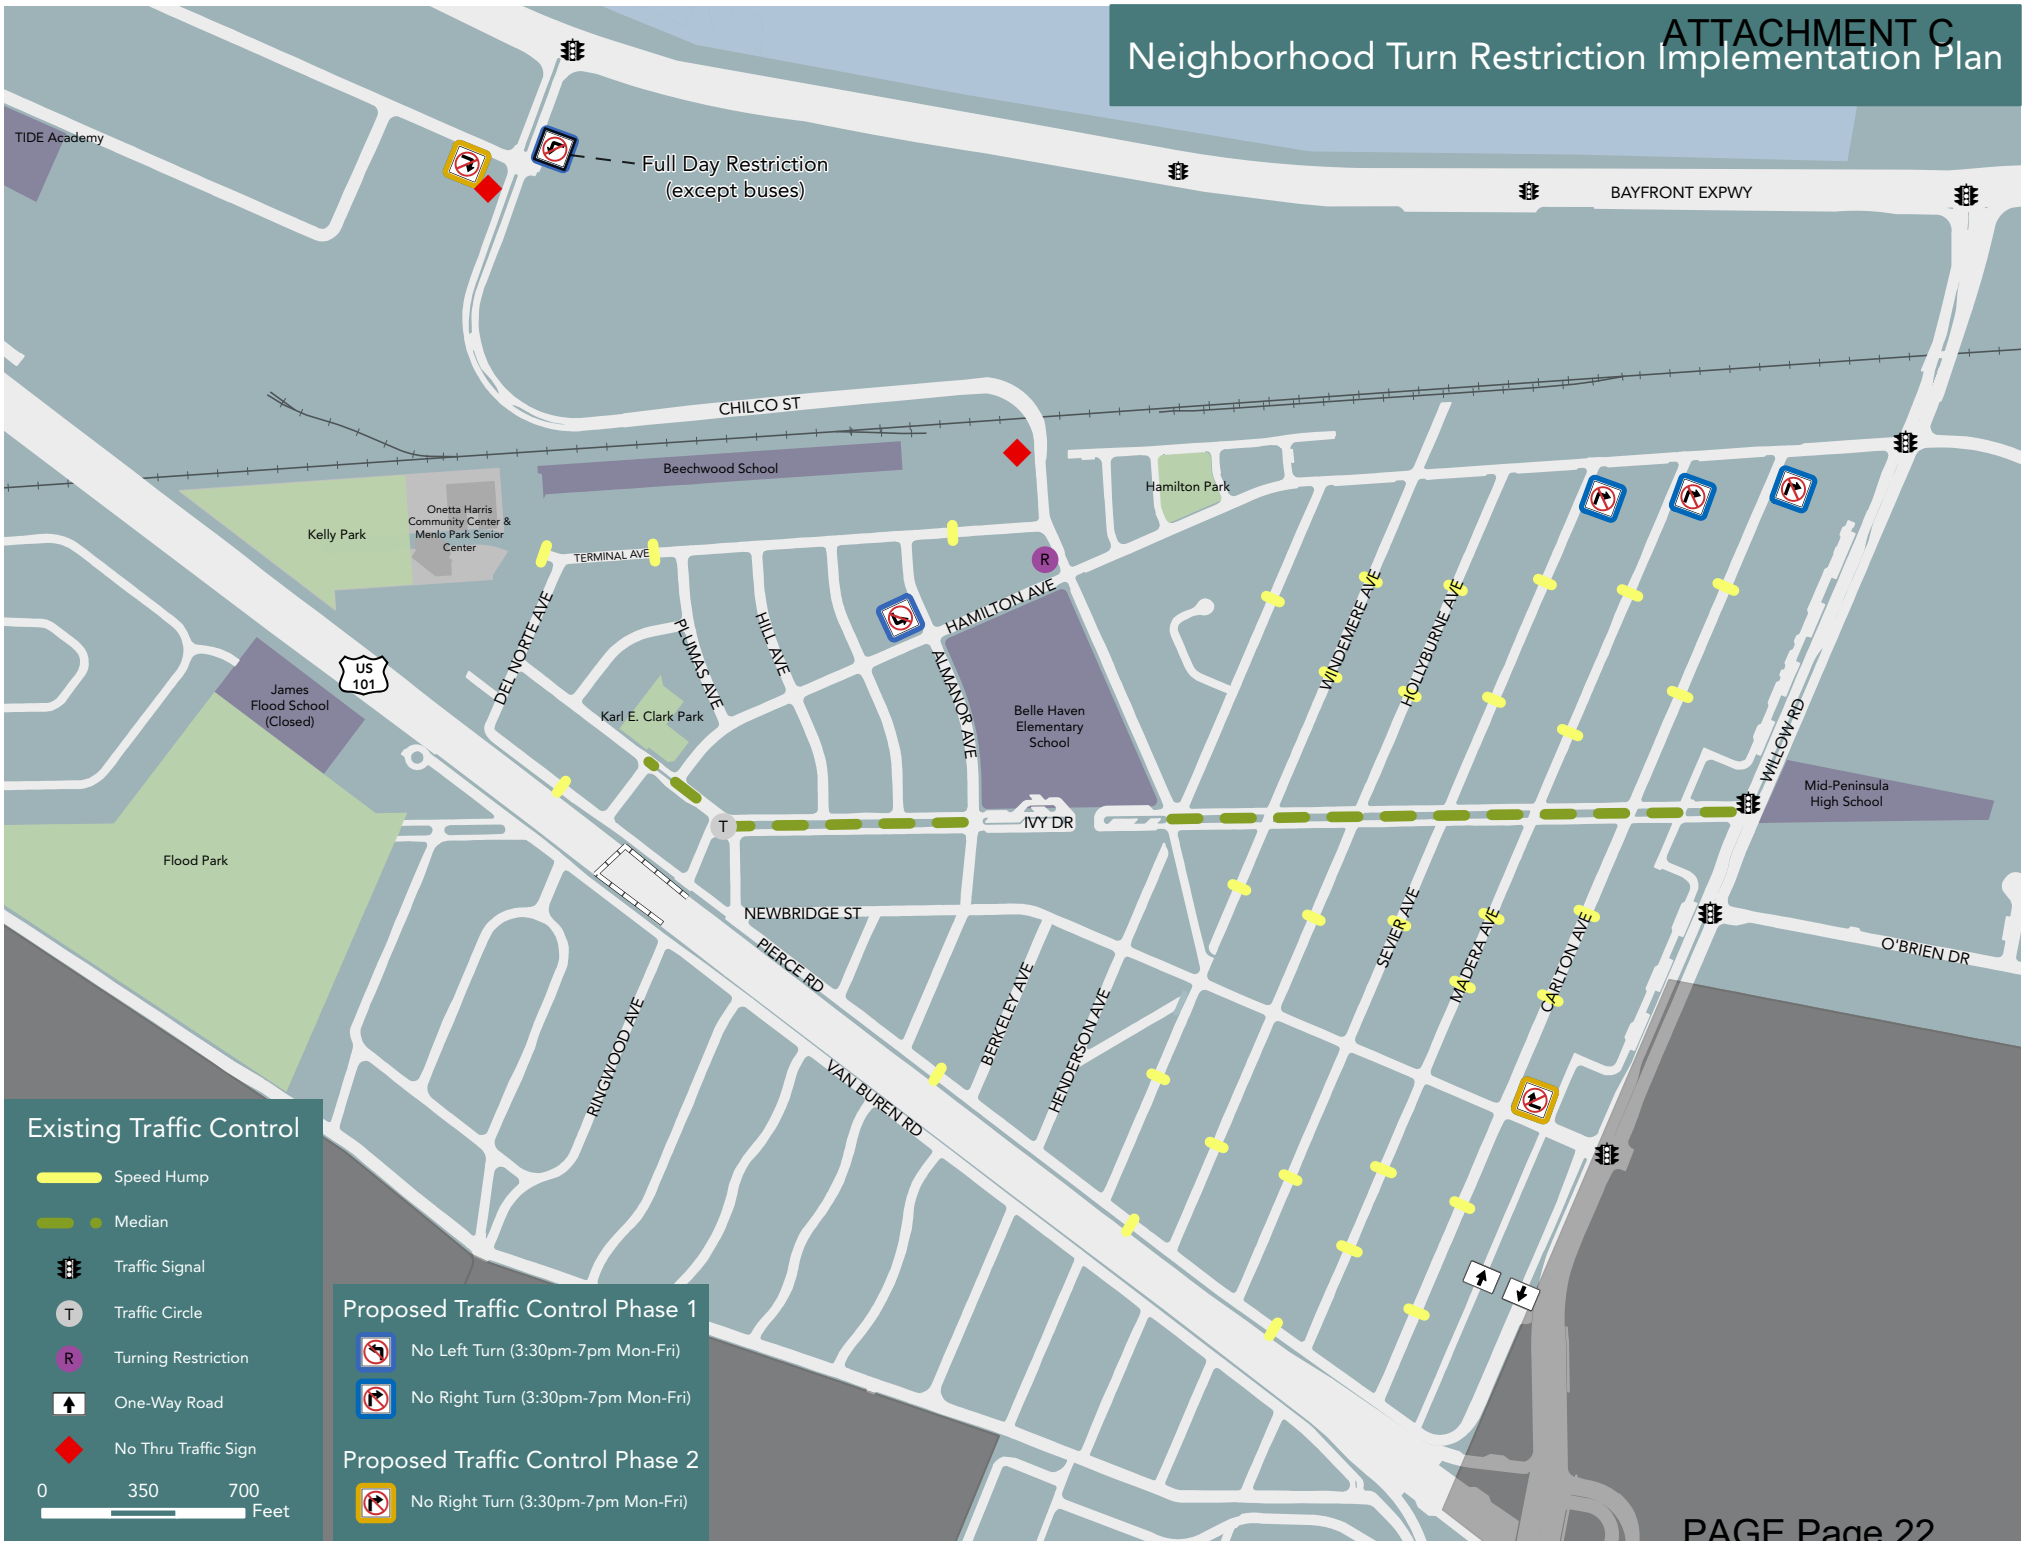 ATTACHMENT C
Neighborhood Turn Restriction Implementation Plan
TIDE Academy
Full Day Restriction
(except buses)
BAYFRONT EXPWY
CHILCO ST
Beechwood School
Hamilton Park
Onetta Harris
Community Center &
Menlo Park Senior
Center
Kelly Park
TERMINAL AVE
R
HAMILTON AVE
DEL NORTE AVE
PLUMAS AVE
HILL AVE
ALMANOR AVE
WINDEMERE AVE
HOLLYBURNE AVE
WILLOW RD
US
101
James
Flood School
(Closed)
Karl E. Clark Park
Belle Haven
Elementary
School
Mid-Peninsula
High School
T
IVY DR
Flood Park
NEWBRIDGE ST
PIERCE RD
SEVIER AVE
MADERA AVE
CARLTON AVE
O'BRIEN DR
BERKELEY AVE
HENDERSON AVE
RINGWOOD AVE
VAN BUREN RD
Existing Traffic Control
Speed Hump
Median
Traffic Signal
T Traffic Circle
R Turning Restriction
One-Way Road
No Thru Traffic Sign
0 350 700
Feet
Proposed Traffic Control Phase 1
No Left Turn (3:30pm-7pm Mon-Fri)
No Right Turn (3:30pm-7pm Mon-Fri)
Proposed Traffic Control Phase 2
No Right Turn (3:30pm-7pm Mon-Fri)
PAGE Page 22